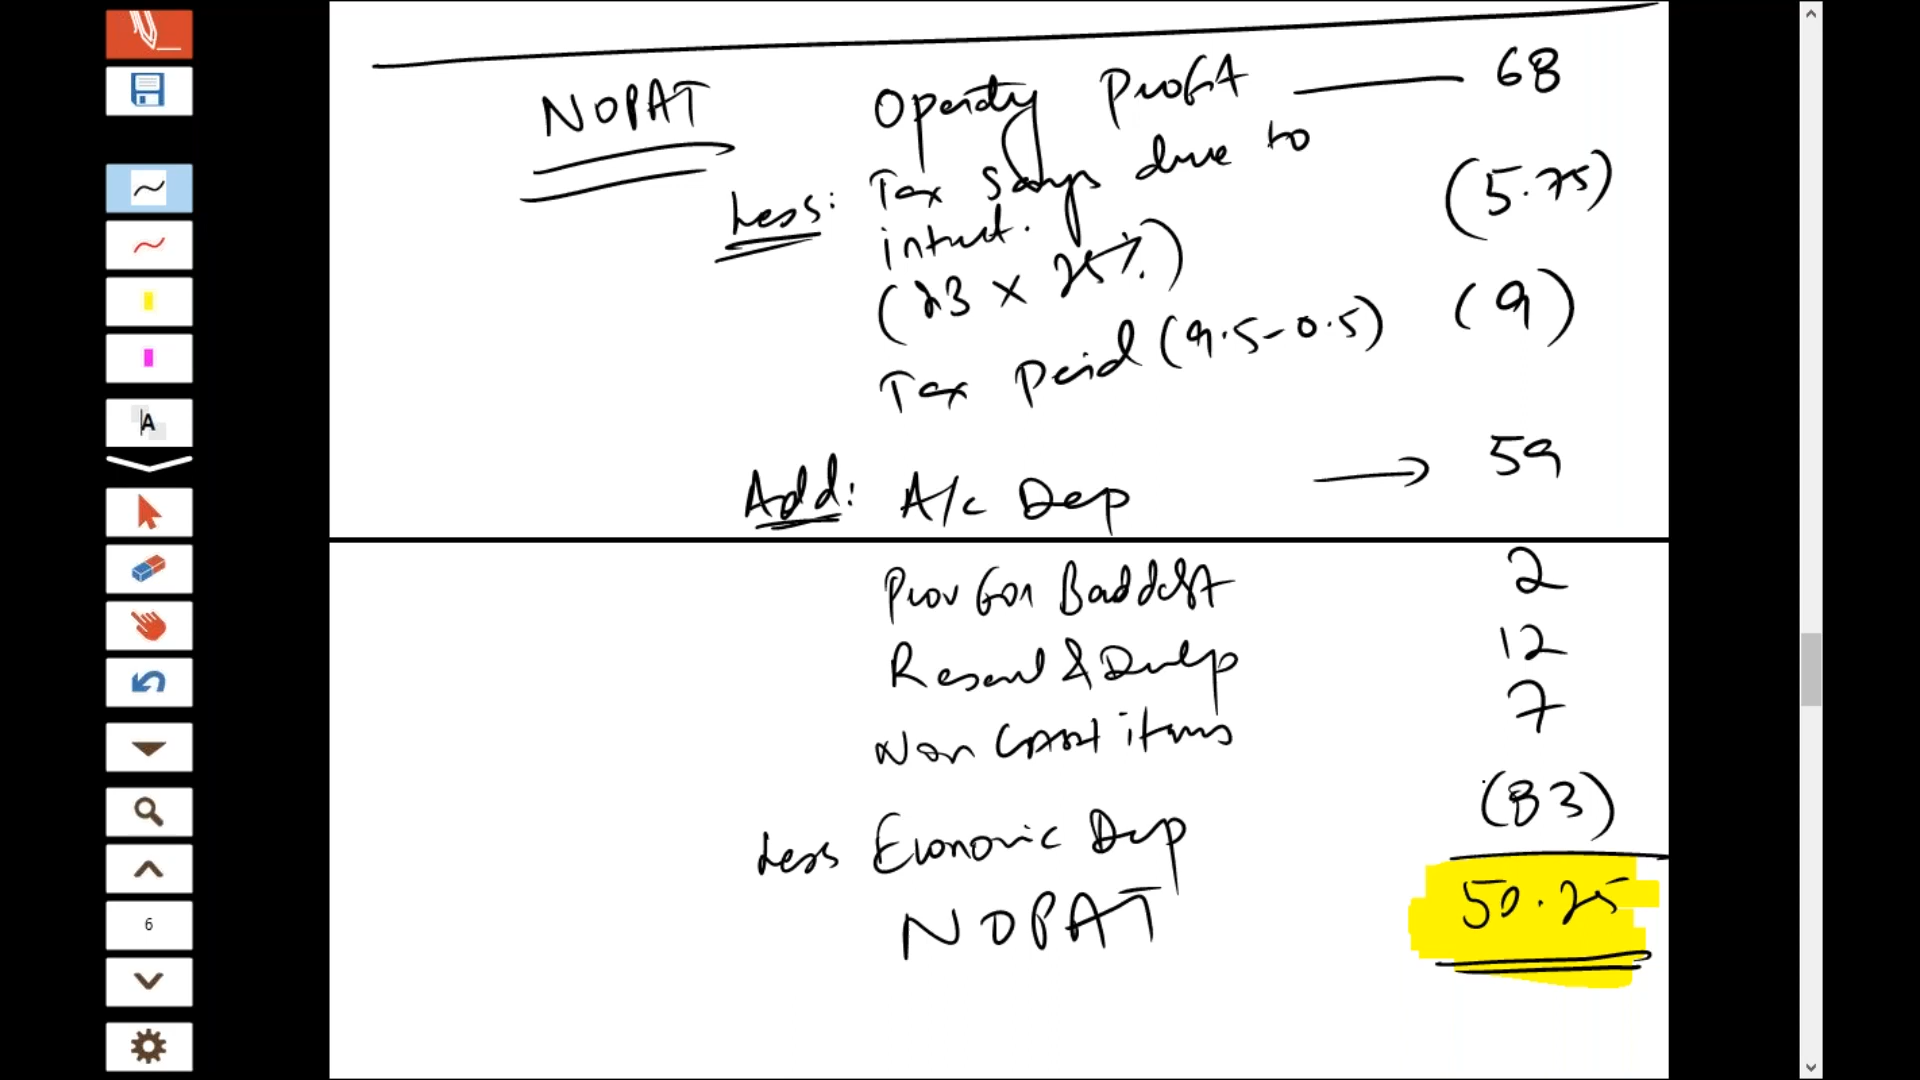 NOPAT Operating Profit — 68
Less: Tax savings due to
interest. (5.75)
(23 × 25%)
Tax Paid (9.5-0.5) (9)
Add: A/c Dep → 59
Prov for Bad debt 2
Research & Develp 12
Non Cash items 7
Less Economic Dep (83)
NOPAT 50.25
A
6